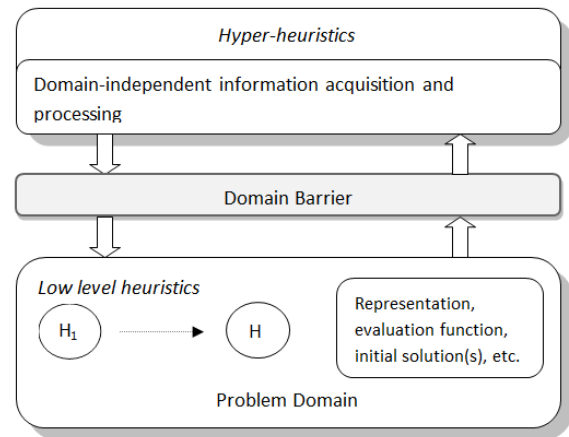 Hyper-heuristics
Domain-independent information acquisition and
processing
Domain Barrier
Low level heuristics
H₁
H
Representation,
evaluation function,
initial solution(s), etc.
Problem Domain